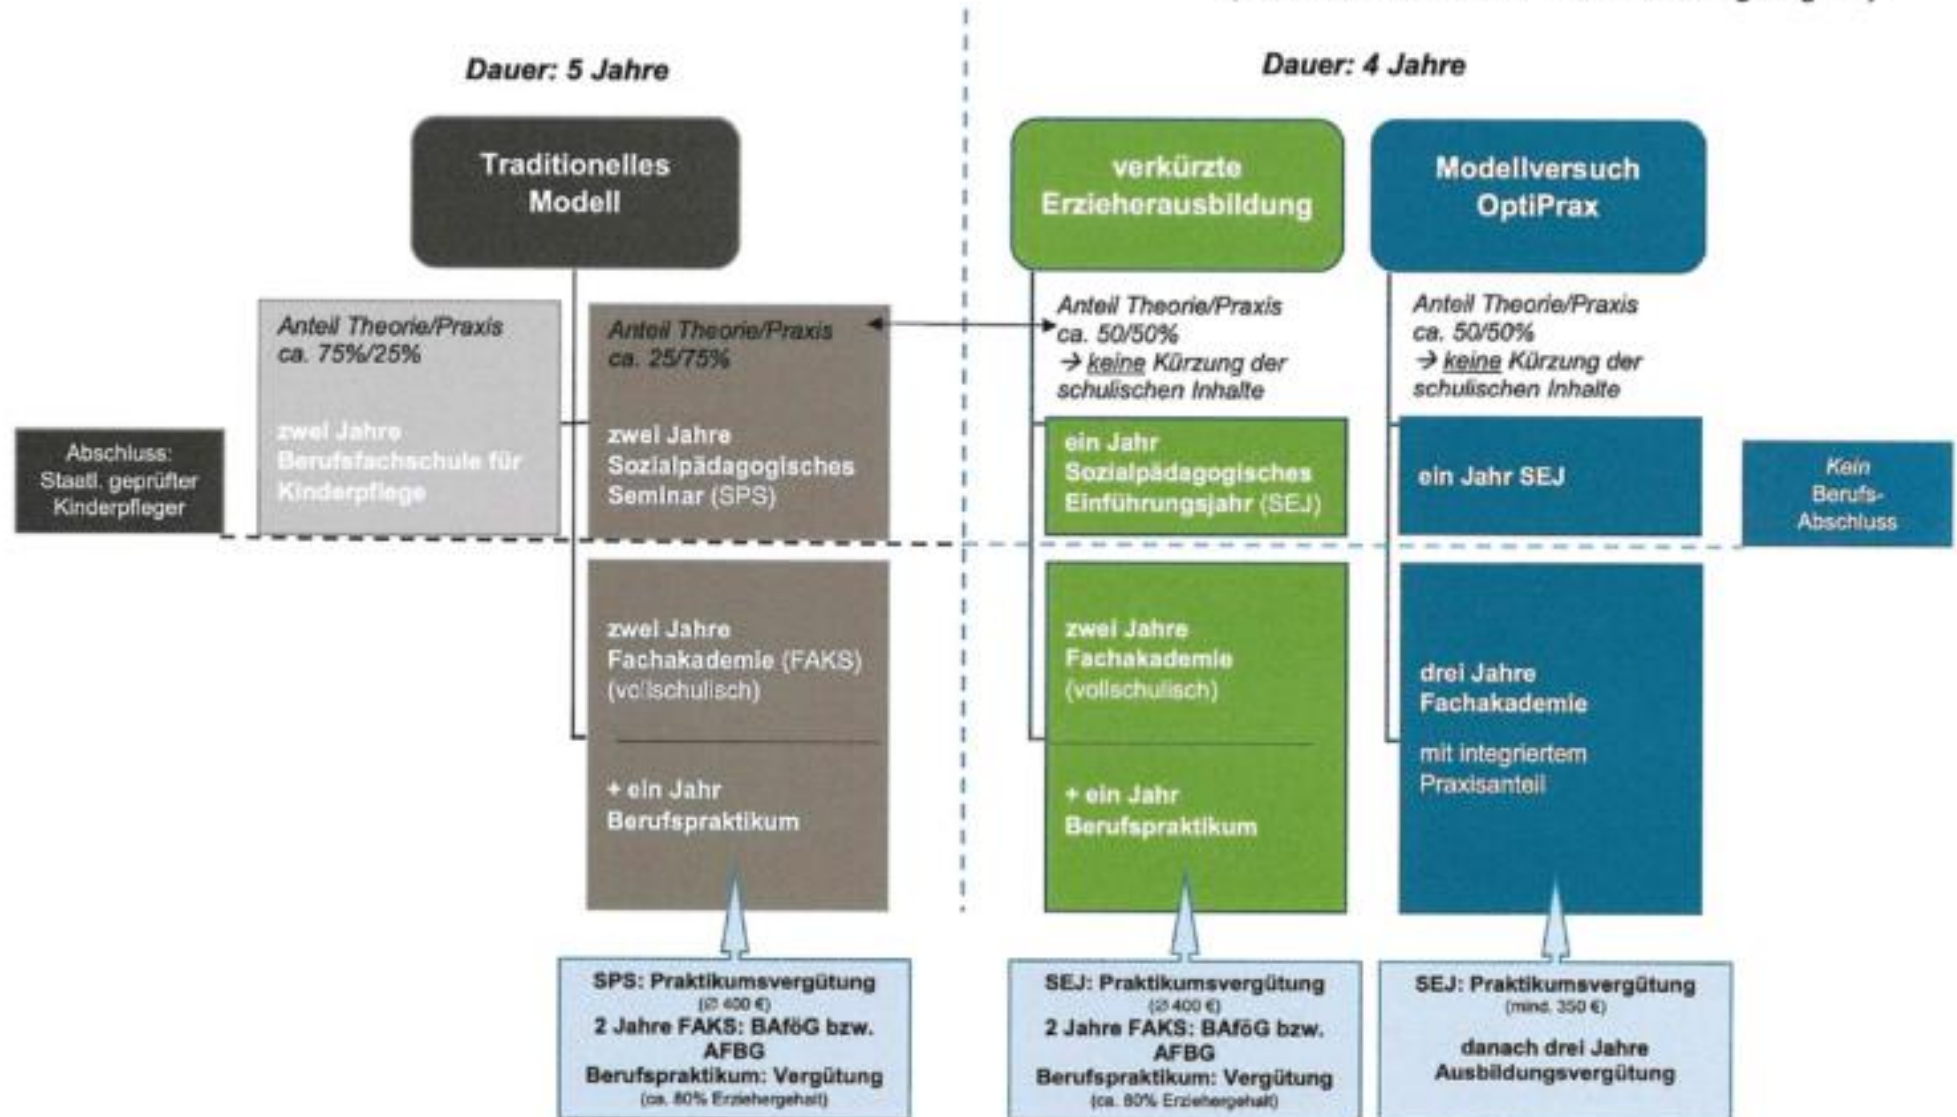 Dauer: 5 Jahre
Dauer: 4 Jahre
Traditionelles
Modell
verkürzte
Erzieherausbildung
Modellversuch
OptiPrax
Anteil Theorie/Praxis
ca. 75%/25%
zwei Jahre
Berufsfachschule für
Kinderpflege
Anteil Theorie/Praxis
ca. 25/75%
zwei Jahre
Sozialpädagogisches
Seminar (SPS)
Anteil Theorie/Praxis
ca. 50/50%
→ keine Kürzung der
schulischen Inhalte
ein Jahr
Sozialpädagogisches
Einführungsjahr (SEJ)
Anteil Theorie/Praxis
ca. 50/50%
→ keine Kürzung der
schulischen Inhalte
ein Jahr SEJ
Abschluss:
Staatl. geprüfter
Kinderpfleger
Kein
Berufs-
Abschluss
zwei Jahre
Fachakademie (FAKS)
(vollschulisch)
+ ein Jahr
Berufspraktikum
zwei Jahre
Fachakademie
(vollschulisch)
+ ein Jahr
Berufspraktikum
drei Jahre
Fachakademie
mit integriertem
Praxisanteil
SPS: Praktikumsvergütung
(Ø 400 €)
2 Jahre FAKS: BAföG bzw.
AFBG
Berufspraktikum: Vergütung
(ca. 80% Erziehergehalt)
SEJ: Praktikumsvergütung
(Ø 400 €)
2 Jahre FAKS: BAföG bzw.
AFBG
Berufspraktikum: Vergütung
(ca. 80% Erziehergehalt)
SEJ: Praktikumsvergütung
(mind. 350 €)
danach drei Jahre
Ausbildungsvergütung